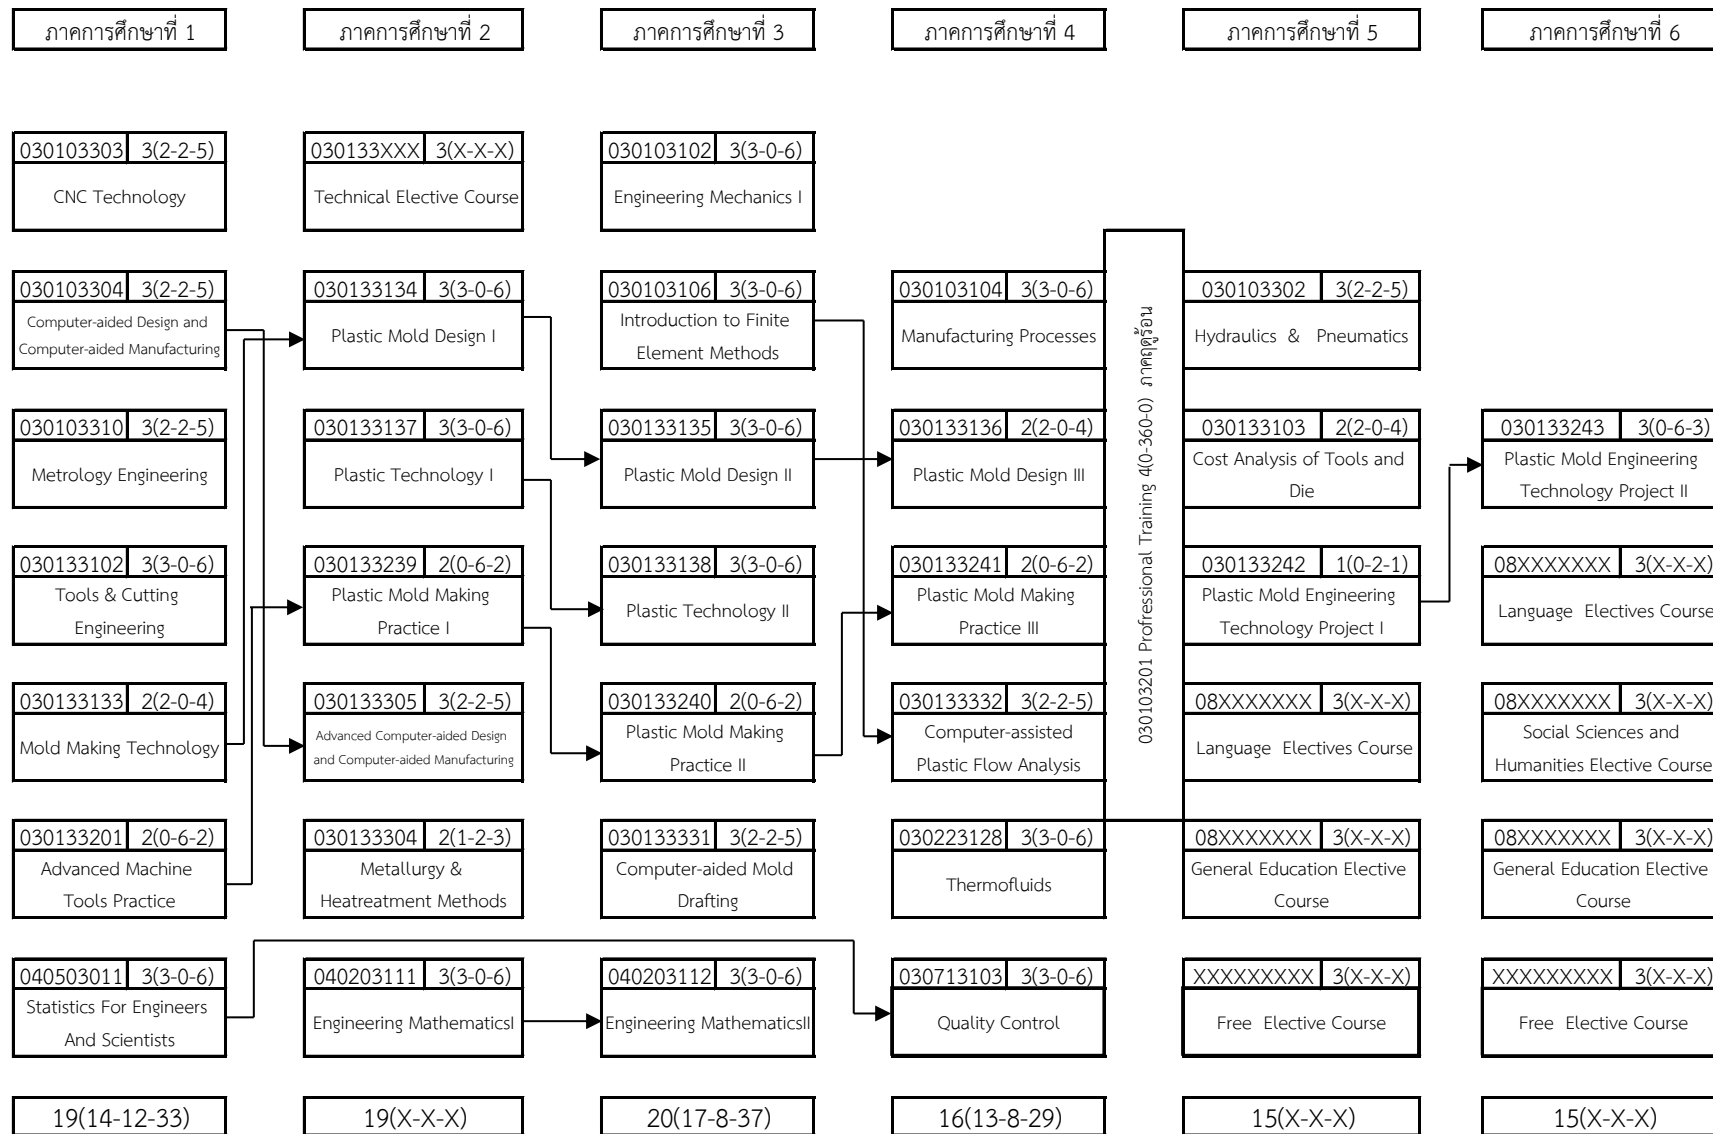 ภาคการศึกษาที่ 1
ภาคการศึกษาที่ 2
ภาคการศึกษาที่ 3
ภาคการศึกษาที่ 4
ภาคการศึกษาที่ 5
ภาคการศึกษาที่ 6
030103303 3(2-2-5)
CNC Technology
030133XXX 3(X-X-X)
Technical Elective Course
030103102 3(3-0-6)
Engineering Mechanics I
030103304 3(2-2-5)
Computer-aided Design and
Computer-aided Manufacturing
030133134 3(3-0-6)
Plastic Mold Design I
030103106 3(3-0-6)
Introduction to Finite
Element Methods
030103104 3(3-0-6)
Manufacturing Processes
030103201 Profressional Training 4(0-360-0) ภาคฤดูร้อน
030103302 3(2-2-5)
Hydraulics & Pneumatics
030103310 3(2-2-5)
Metrology Engineering
030133137 3(3-0-6)
Plastic Technology I
030133135 3(3-0-6)
Plastic Mold Design II
030133136 2(2-0-4)
Plastic Mold Design III
030133103 2(2-0-4)
Cost Analysis of Tools and
Die
030133243 3(0-6-3)
Plastic Mold Engineering
Technology Project II
030133102 3(3-0-6)
Tools & Cutting
Engineering
030133239 2(0-6-2)
Plastic Mold Making
Practice I
030133138 3(3-0-6)
Plastic Technology II
030133241 2(0-6-2)
Plastic Mold Making
Practice III
030133242 1(0-2-1)
Plastic Mold Engineering
Technology Project I
08XXXXXXX 3(X-X-X)
Language Electives Course
030133133 2(2-0-4)
Mold Making Technology
030133305 3(2-2-5)
Advanced Computer-aided Design
and Computer-aided Manufacturing
030133240 2(0-6-2)
Plastic Mold Making
Practice II
030133332 3(2-2-5)
Computer-assisted
Plastic Flow Analysis
08XXXXXXX 3(X-X-X)
Language Electives Course
08XXXXXXX 3(X-X-X)
Social Sciences and
Humanities Elective Course
030133201 2(0-6-2)
Advanced Machine
Tools Practice
030133304 2(1-2-3)
Metallurgy &
Heatreatment Methods
030133331 3(2-2-5)
Computer-aided Mold
Drafting
030223128 3(3-0-6)
Thermofluids
08XXXXXXX 3(X-X-X)
General Education Elective
Course
08XXXXXXX 3(X-X-X)
General Education Elective
Course
040503011 3(3-0-6)
Statistics For Engineers
And Scientists
040203111 3(3-0-6)
Engineering MathematicsI
040203112 3(3-0-6)
Engineering MathematicsII
030713103 3(3-0-6)
Quality Control
XXXXXXXXX 3(X-X-X)
Free Elective Course
XXXXXXXXX 3(X-X-X)
Free Elective Course
19(14-12-33)
19(X-X-X)
20(17-8-37)
16(13-8-29)
15(X-X-X)
15(X-X-X)